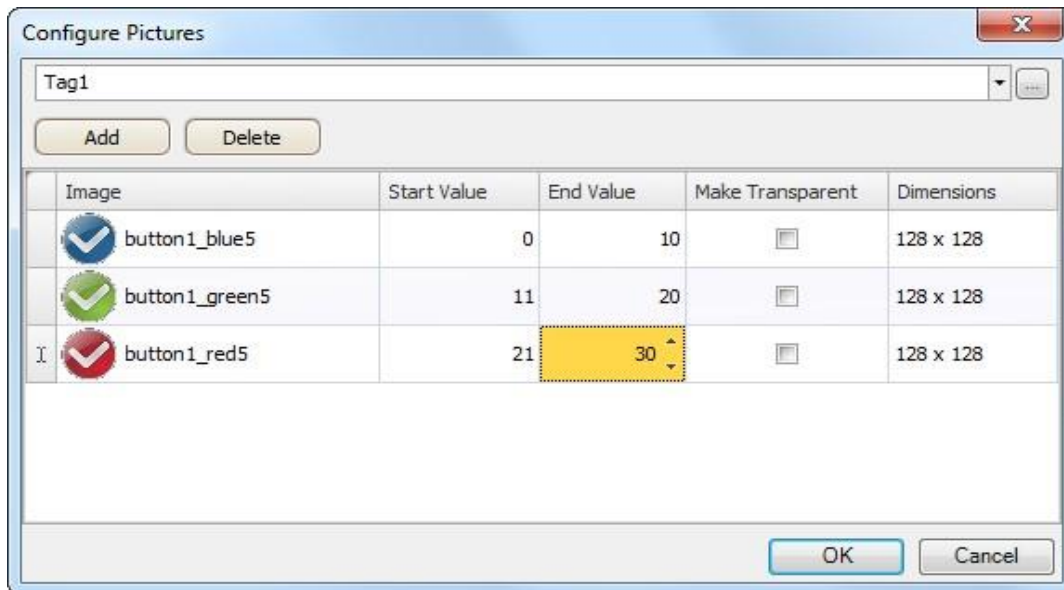 Configure Pictures
Tag1
...
Add Delete
Image Start Value End Value Make Transparent Dimensions
button1_blue5 0 10 128 x 128
button1_green5 11 20 128 x 128
button1_red5 21 30 128 x 128
OK Cancel